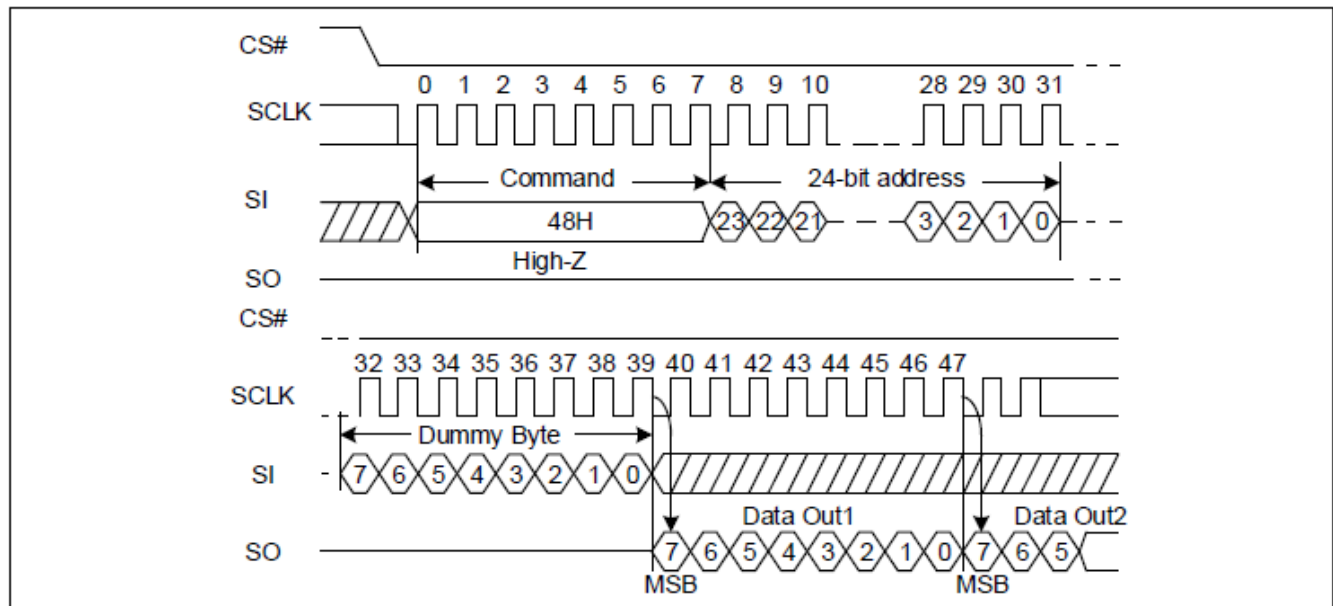 CS#
0 1 2 3 4 5 6 7 8 9 10 28 29 30 31
SCLK
Command 24-bit address
SI
48H 23 22 21 3 2 1 0
High-Z
SO
CS#
32 33 34 35 36 37 38 39 40 41 42 43 44 45 46 47
SCLK
Dummy Byte
SI 7 6 5 4 3 2 1 0
Data Out1 Data Out2
SO 7 6 5 4 3 2 1 0 7 6 5
MSB MSB